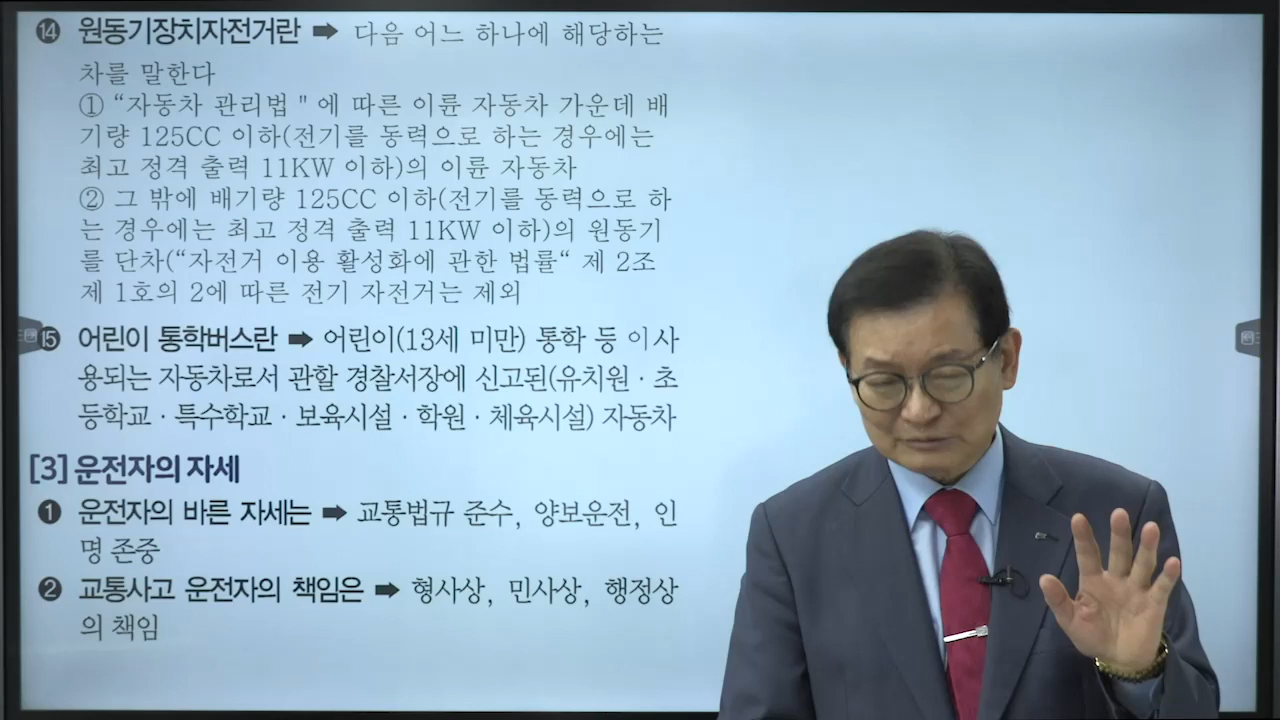 ⑭ 원동기장치자전거란 ➡ 다음 어느 하나에 해당하는
차를 말한다
① “자동차 관리법 " 에 따른 이륜 자동차 가운데 배
기량 125CC 이하(전기를 동력으로 하는 경우에는
최고 정격 출력 11KW 이하)의 이륜 자동차
② 그 밖에 배기량 125CC 이하(전기를 동력으로 하
는 경우에는 최고 정격 출력 11KW 이하)의 원동기
를 단차(“자전거 이용 활성화에 관한 법률“ 제 2조
제 1호의 2에 따른 전기 자전거는 제외
⑮ 어린이 통학버스란 ➡ 어린이(13세 미만) 통학 등 이사
용되는 자동차로서 관할 경찰서장에 신고된(유치원 · 초
등학교 · 특수학교 · 보육시설 · 학원 · 체육시설) 자동차
[3] 운전자의 자세
❶ 운전자의 바른 자세는 ➡ 교통법규 준수, 양보운전, 인
명 존중
❷ 교통사고 운전자의 책임은 ➡ 형사상, 민사상, 행정상
의 책임